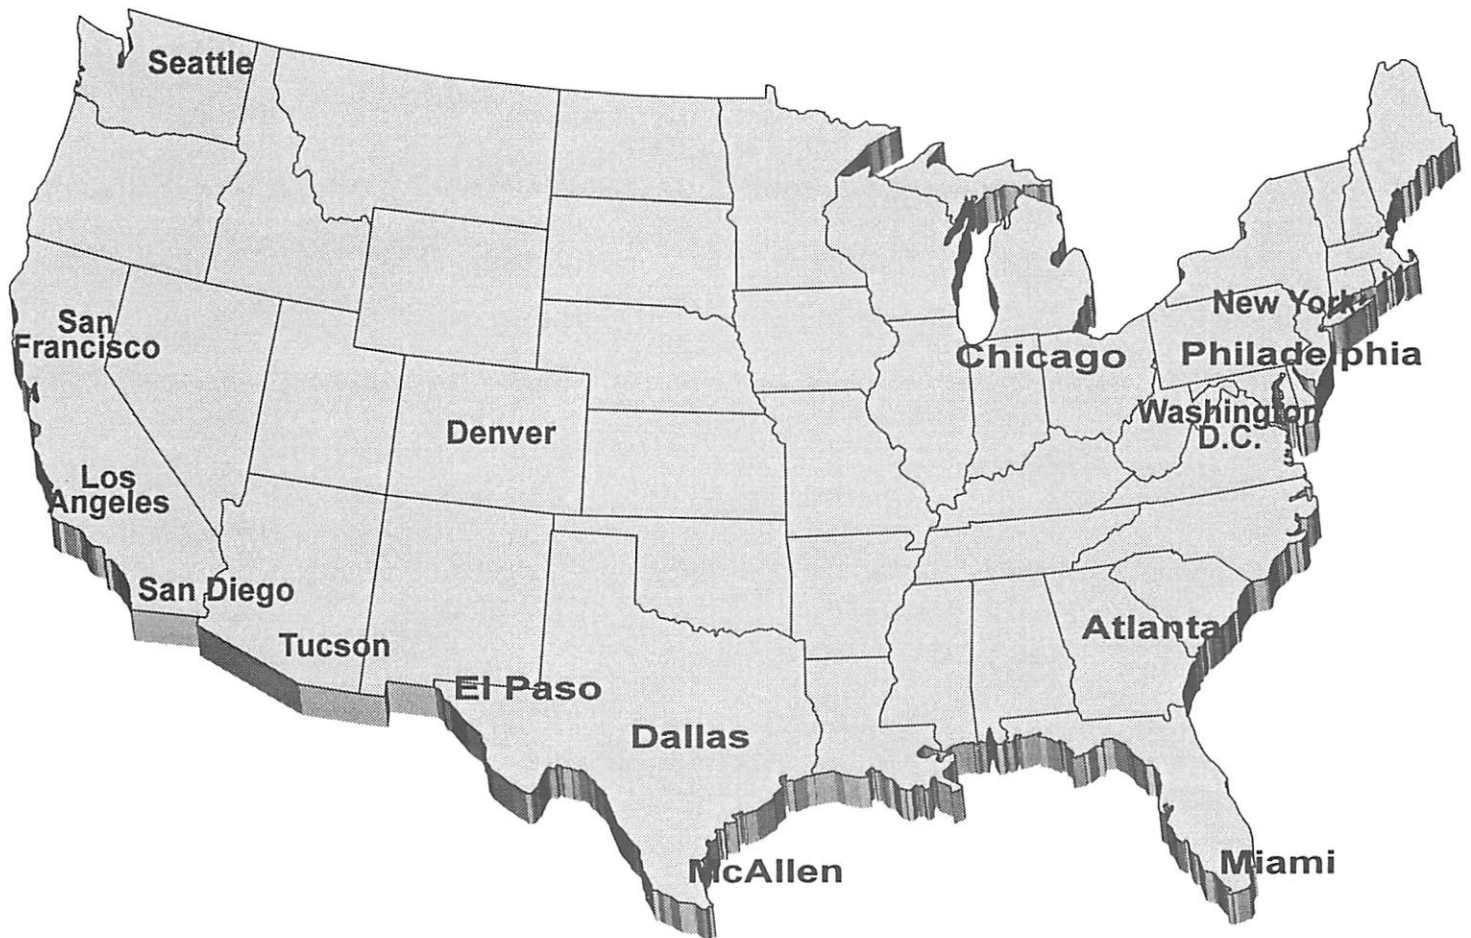 Seattle
New York
San
Francisco
Chicago
Philadelphia
Washington
D.C.
Denver
Los
Angeles
San Diego
Atlanta
Tucson
El Paso
Dallas
McAllen
Miami